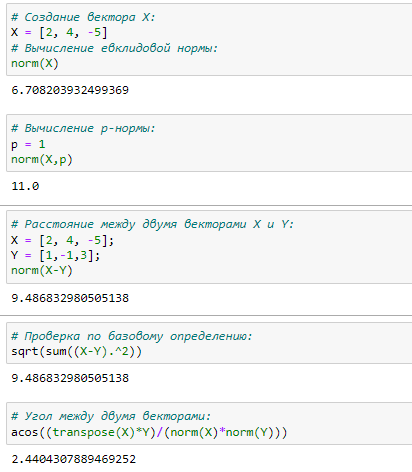 # Создание вектора X:
X = [2, 4, -5]
# Вычисление евклидовой нормы:
norm(X)
6.708203932499369
# Вычисление p-нормы:
p = 1
norm(X,p)
11.0
# Расстояние между двумя векторами X и Y:
X = [2, 4, -5];
Y = [1,-1,3];
norm(X-Y)
9.486832980505138
# Проверка по базовому определению:
sqrt(sum((X-Y).^2))
9.486832980505138
# Угол между двумя векторами:
acos((transpose(X)*Y)/(norm(X)*norm(Y)))
2.4404307889469252